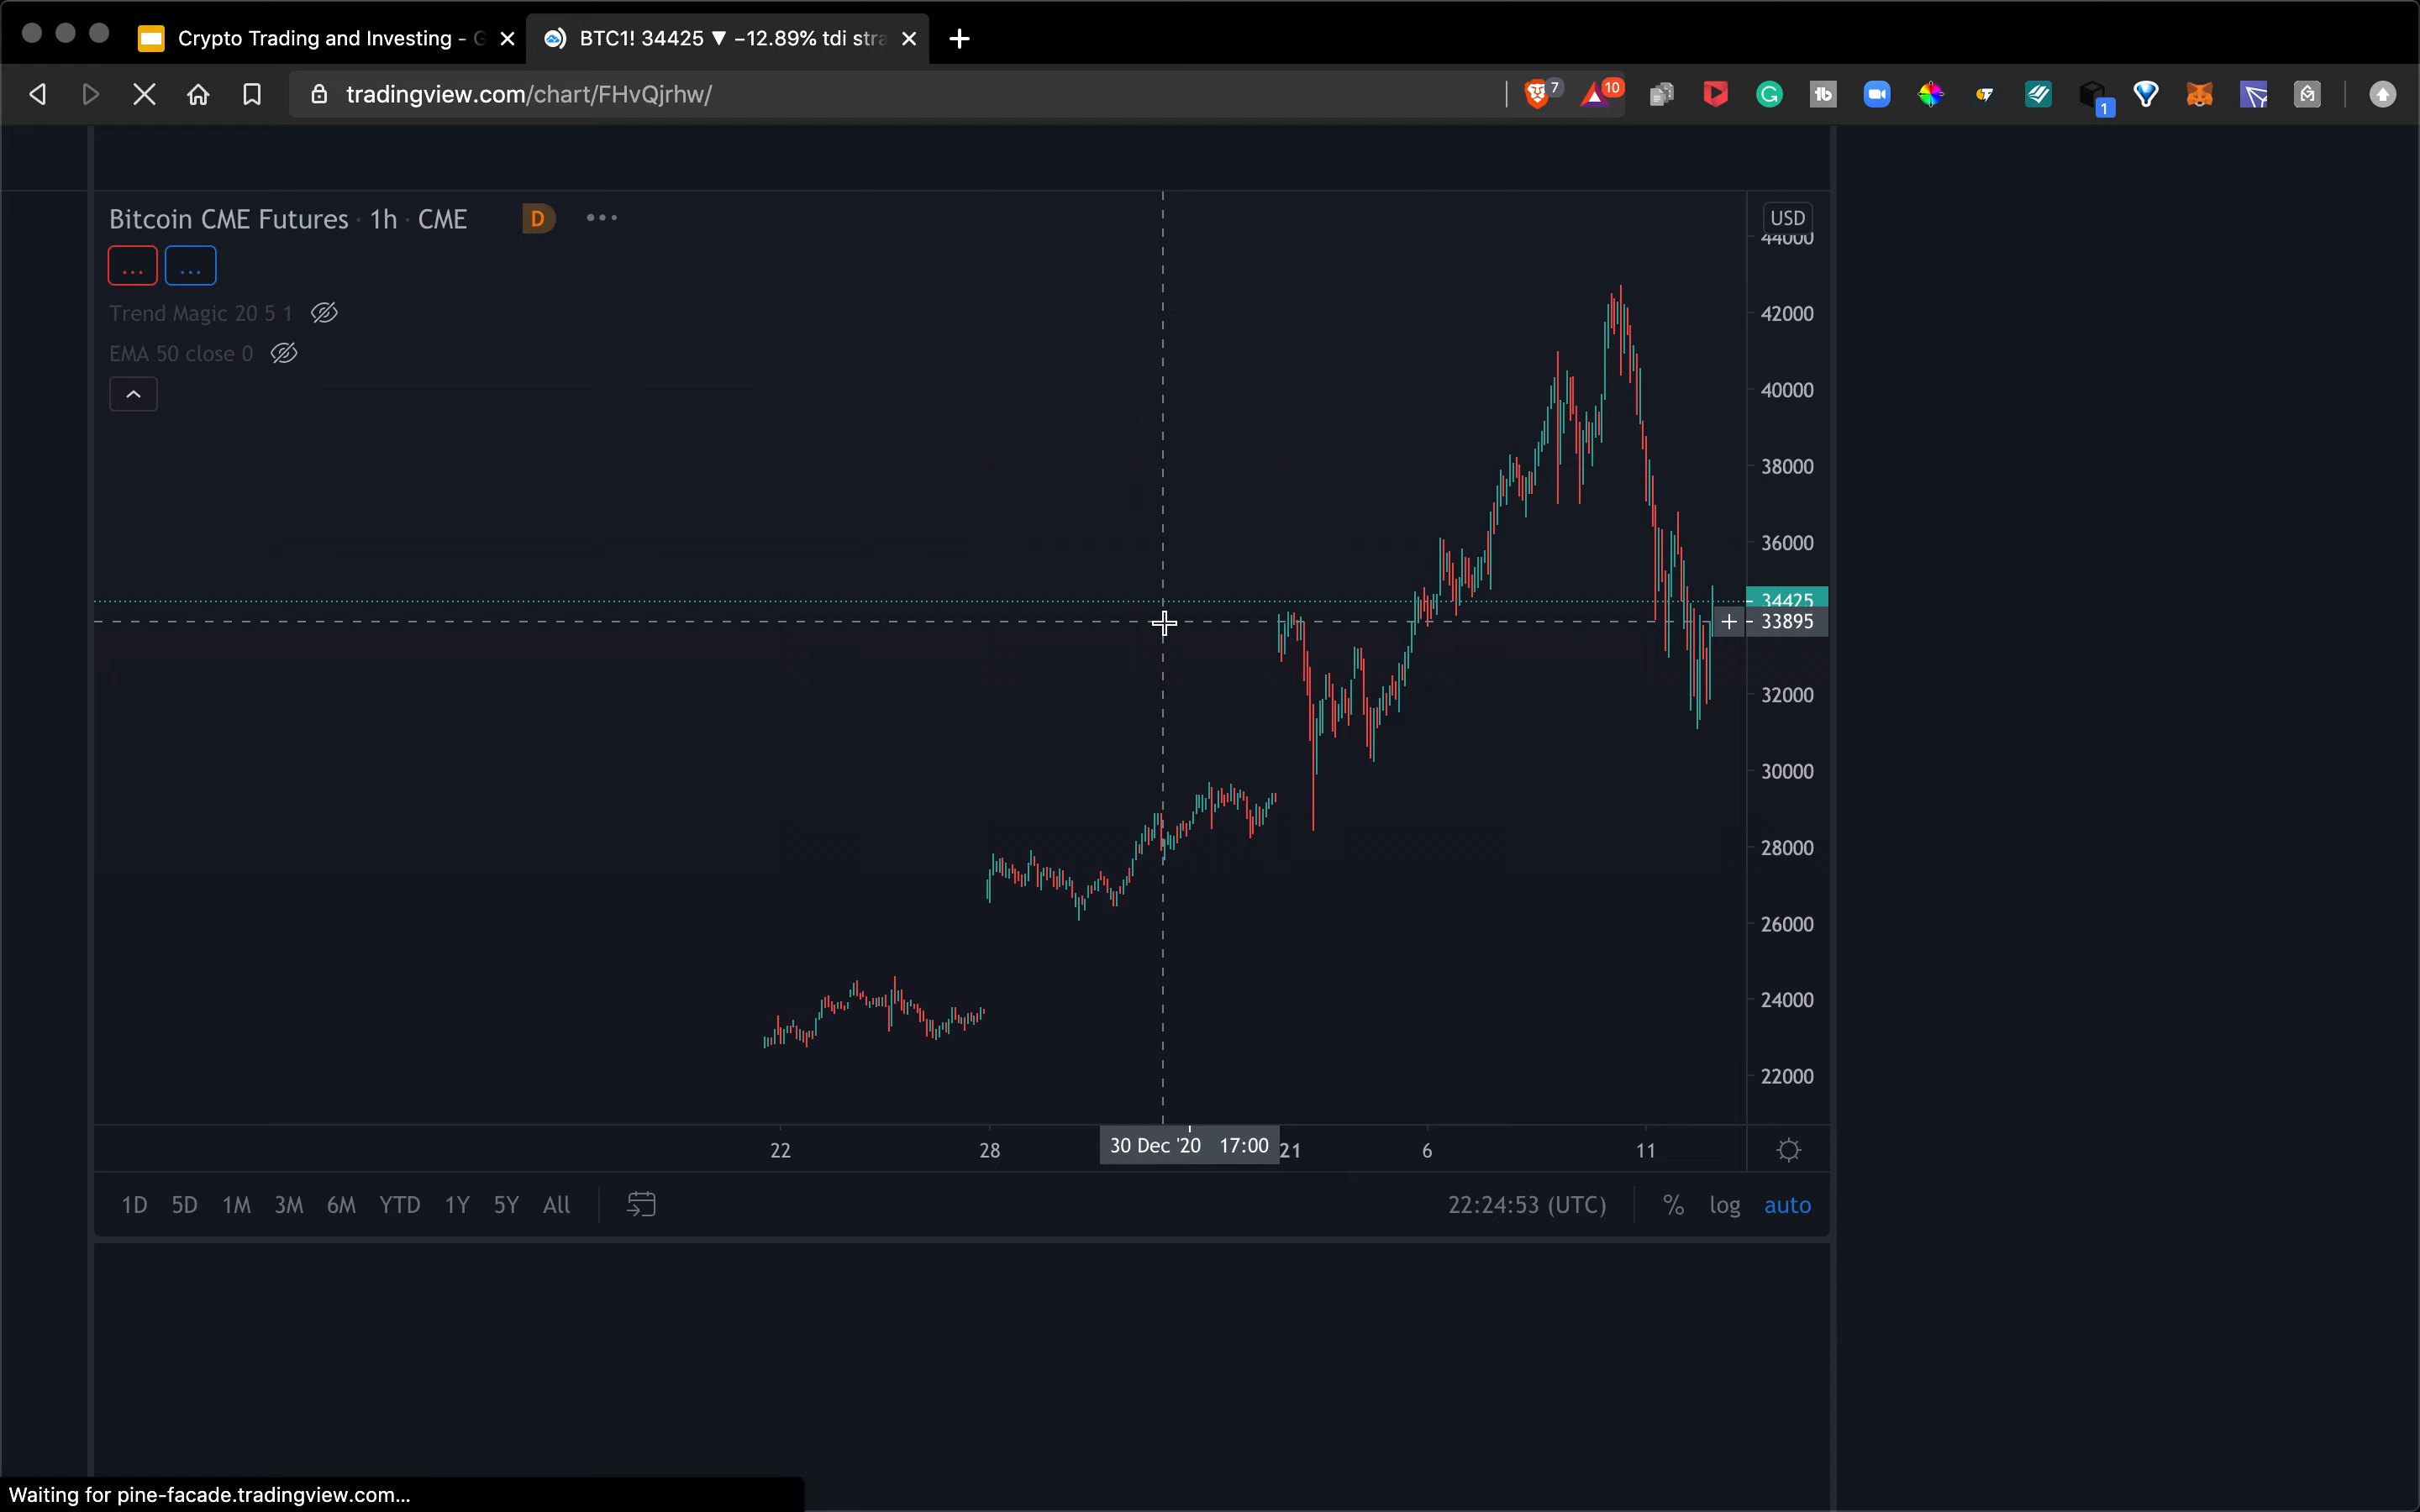 Crypto Trading and Investing - G
BTC1! 34425 ▼ −12.89% tdi stra
tradingview.com/chart/FHvQjrhw/
7
10
1
Bitcoin CME Futures · 1h · CME
D
USD
...
...
Trend Magic 20 5 1
EMA 50 close 0
44000
42000
40000
38000
36000
34425
33895
32000
30000
28000
26000
24000
22000
22
28
30 Dec '20 17:00
21
6
11
1D 5D 1M 3M 6M YTD 1Y 5Y All
22:24:53 (UTC)
% log auto
Waiting for pine-facade.tradingview.com...